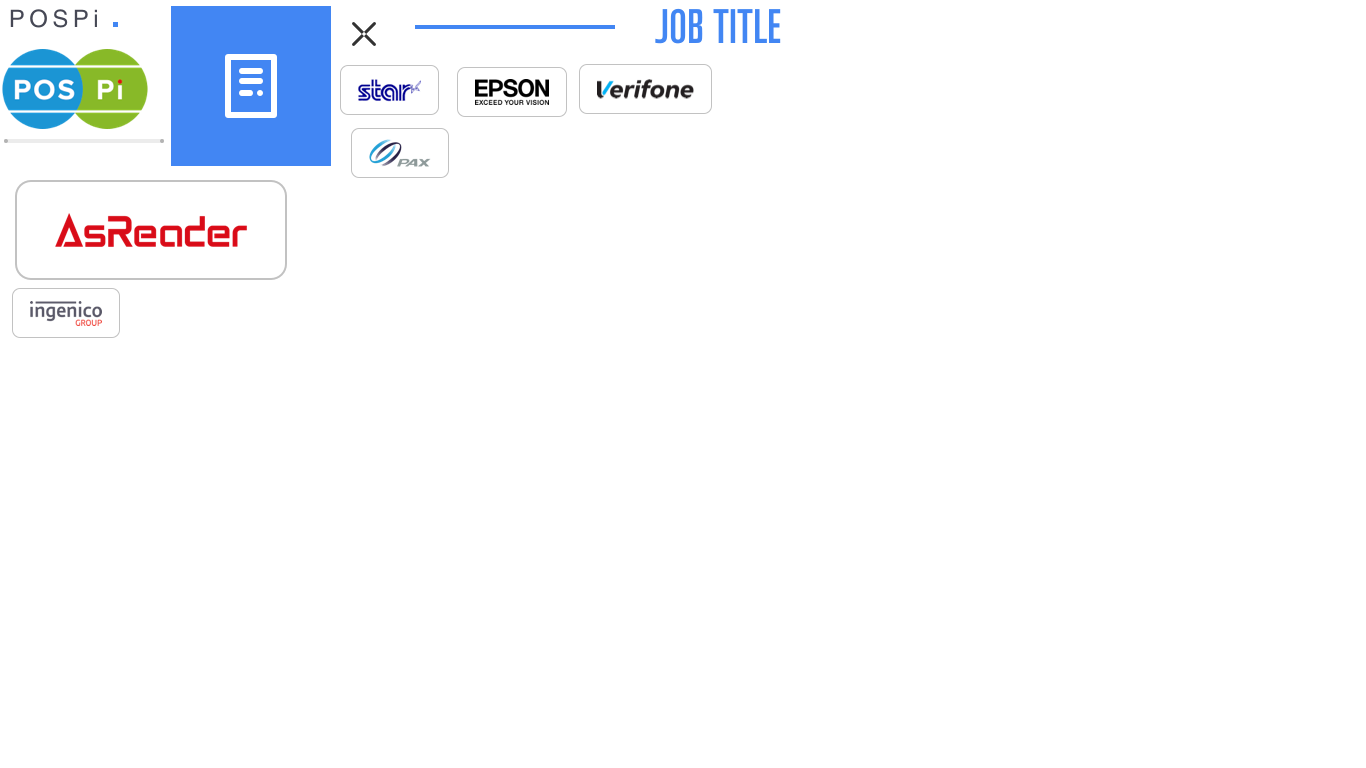 POSPi
JOB TITLE
POS Pi
star
EPSON
EXCEED YOUR VISION
Verifone
PAX
AsReader
ingenico
GROUP